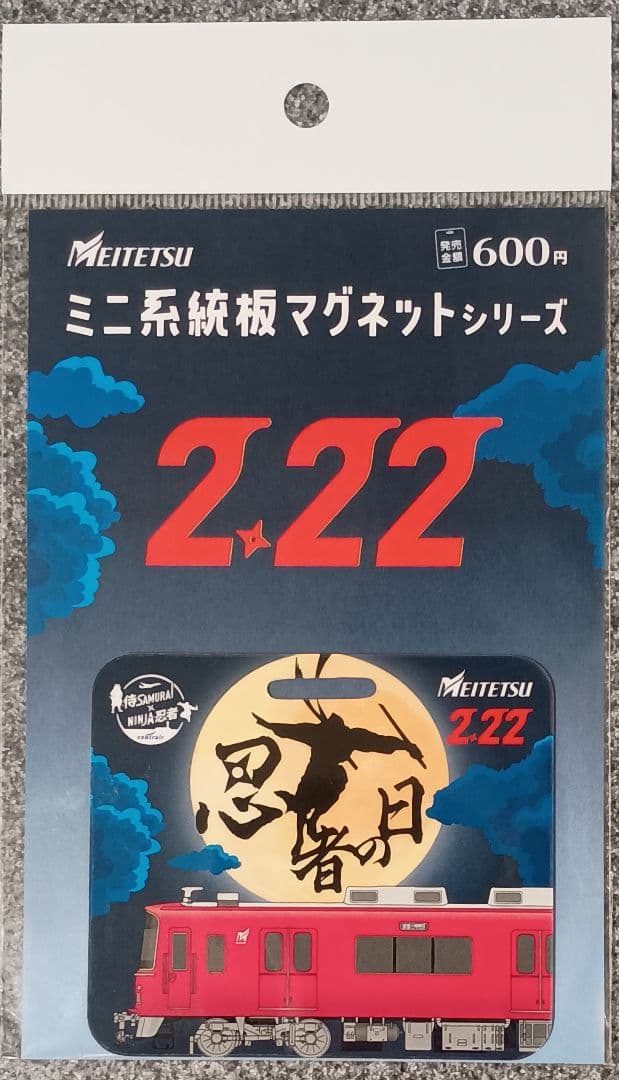 MEITETSU
発売金額 600円
ミニ系統板マグネットシリーズ
2.22
侍SAMURAI
×
NINJA忍者
centrair
MEITETSU
2.22
忍者の日